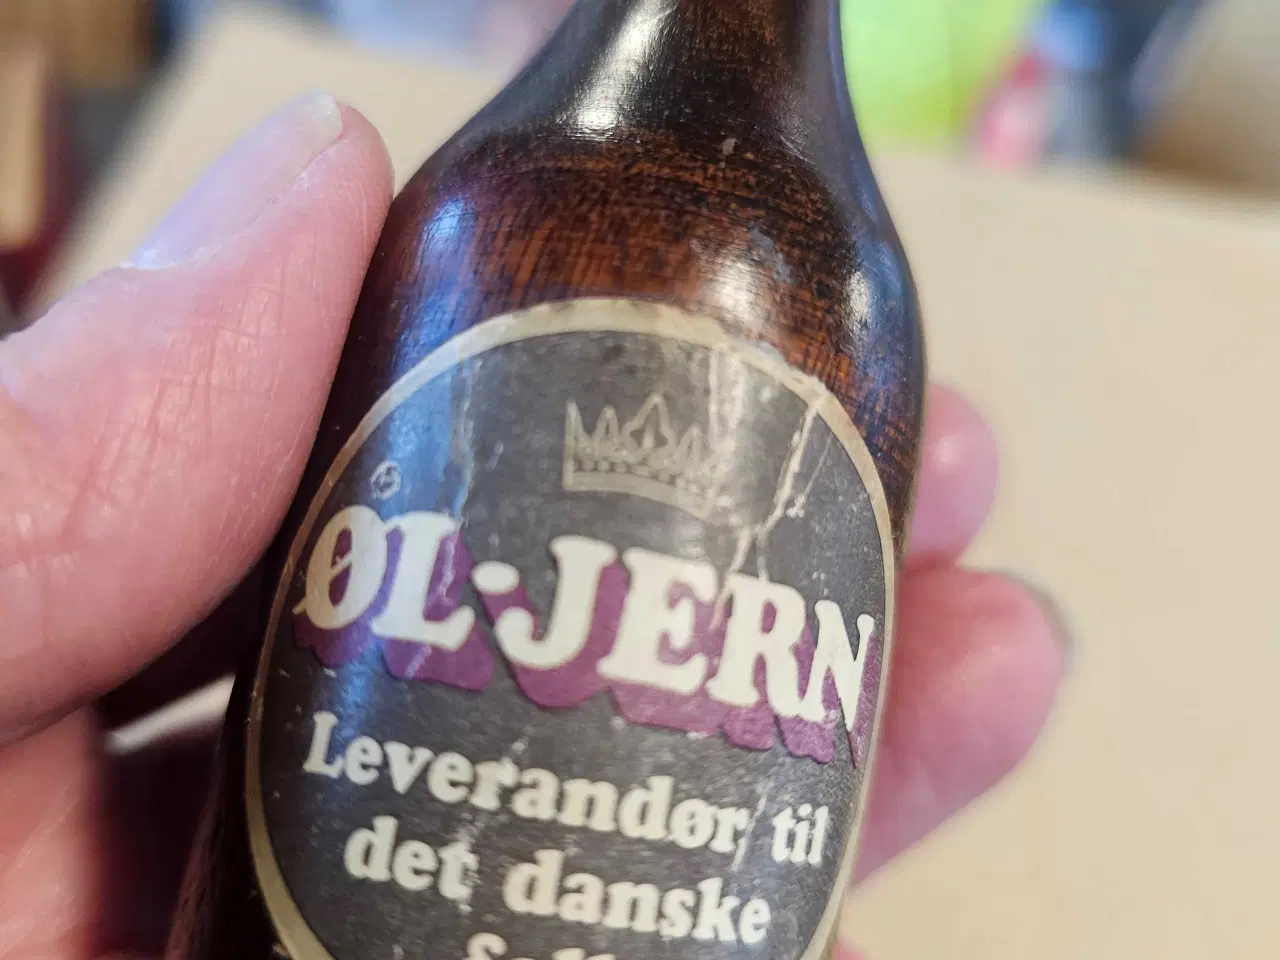 ØL·JERN
Leverandør til
det danske